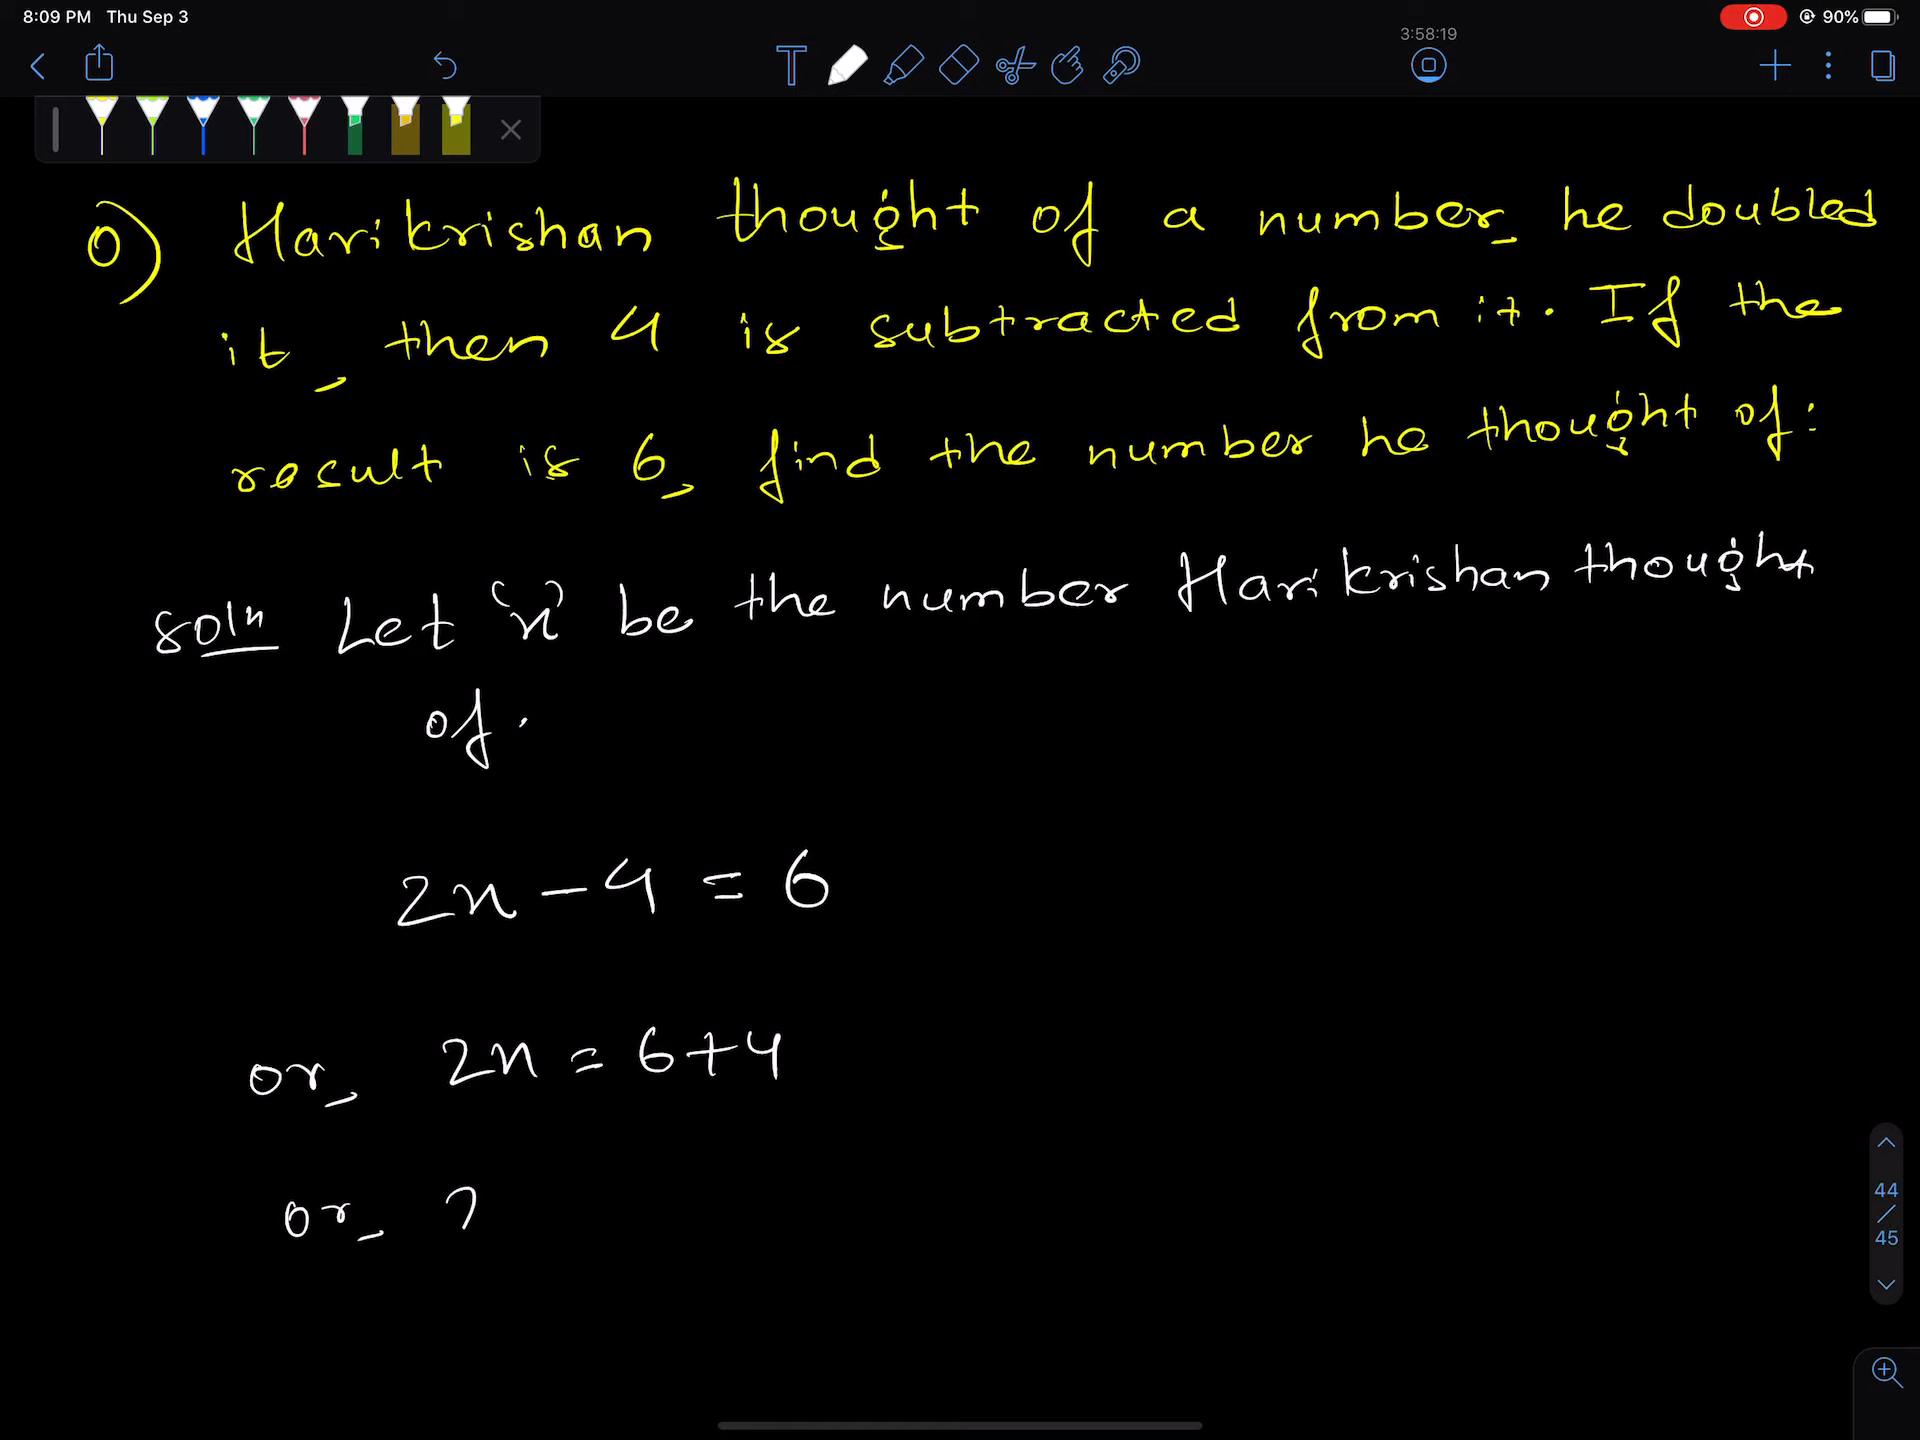 8:09 PM Thu Sep 3
90%
3:58:19
T
o) Harikrishan thought of a number, he doubled
it, then 4 is subtracted from it. If the
result is 6, find the number he thought of:
soln Let 'x' be the number Harikrishan thought
of.
2x - 4 = 6
or, 2x = 6+4
or, 2
44
/
45